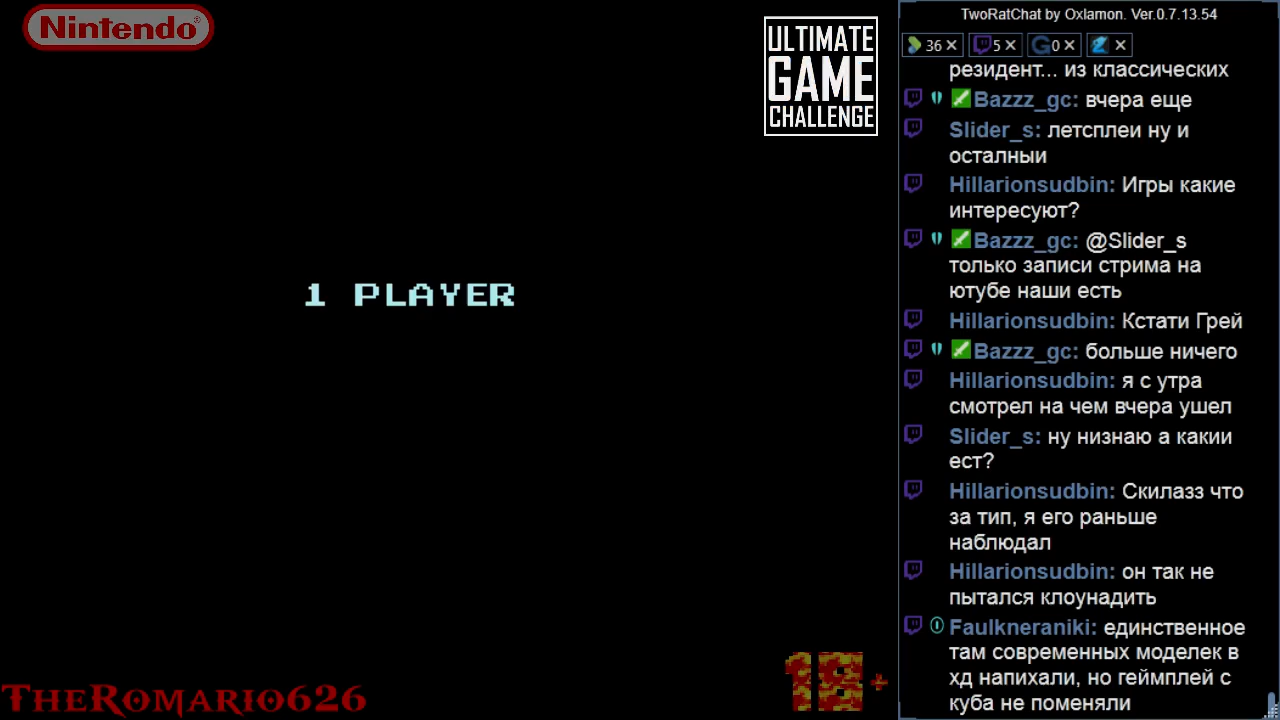 Nintendo®
ULTIMATE
GAME
CHALLENGE
1 PLAYER
THEROMARIO626
18+
TwoRatChat by Oxlamon. Ver.0.7.13.54
36 × 5 × 0 × ×
резидент... из классических
Bazzz_gc: вчера еще
Slider_s: летсплеи ну и
осталныи
Hillarionsudbin: Игры какие
интересуют?
Bazzz_gc: @Slider_s
только записи стрима на
ютубе наши есть
Hillarionsudbin: Кстати Грей
Bazzz_gc: больше ничего
Hillarionsudbin: я с утра
смотрел на чем вчера ушел
Slider_s: ну низнаю а какии
ест?
Hillarionsudbin: Скилазз что
за тип, я его раньше
наблюдал
Hillarionsudbin: он так не
пытался клоунадить
Faulkneraniki: единственное
там современных моделек в
хд напихали, но геймплей с
куба не поменяли